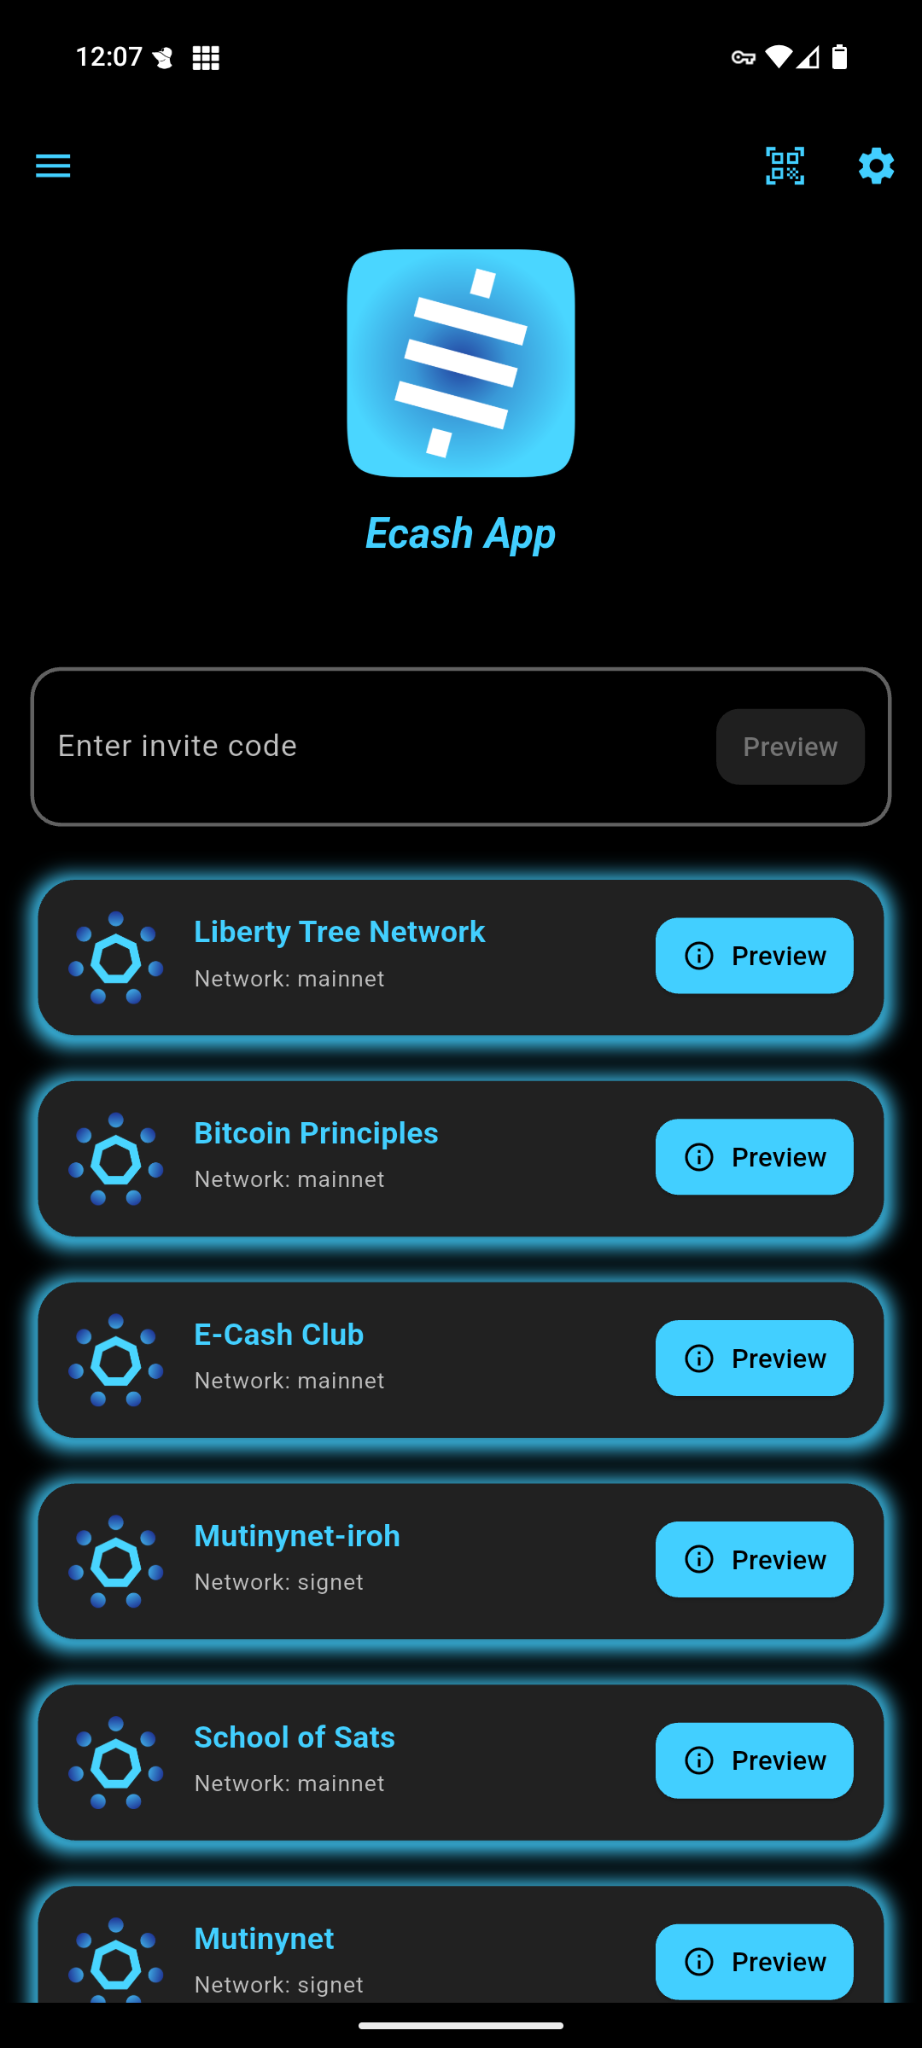 12:07
Ecash App
Enter invite code
Preview
Liberty Tree Network
Network: mainnet
Preview
Bitcoin Principles
Network: mainnet
Preview
E-Cash Club
Network: mainnet
Preview
Mutinynet-iroh
Network: signet
Preview
School of Sats
Network: mainnet
Preview
Mutinynet
Network: signet
Preview